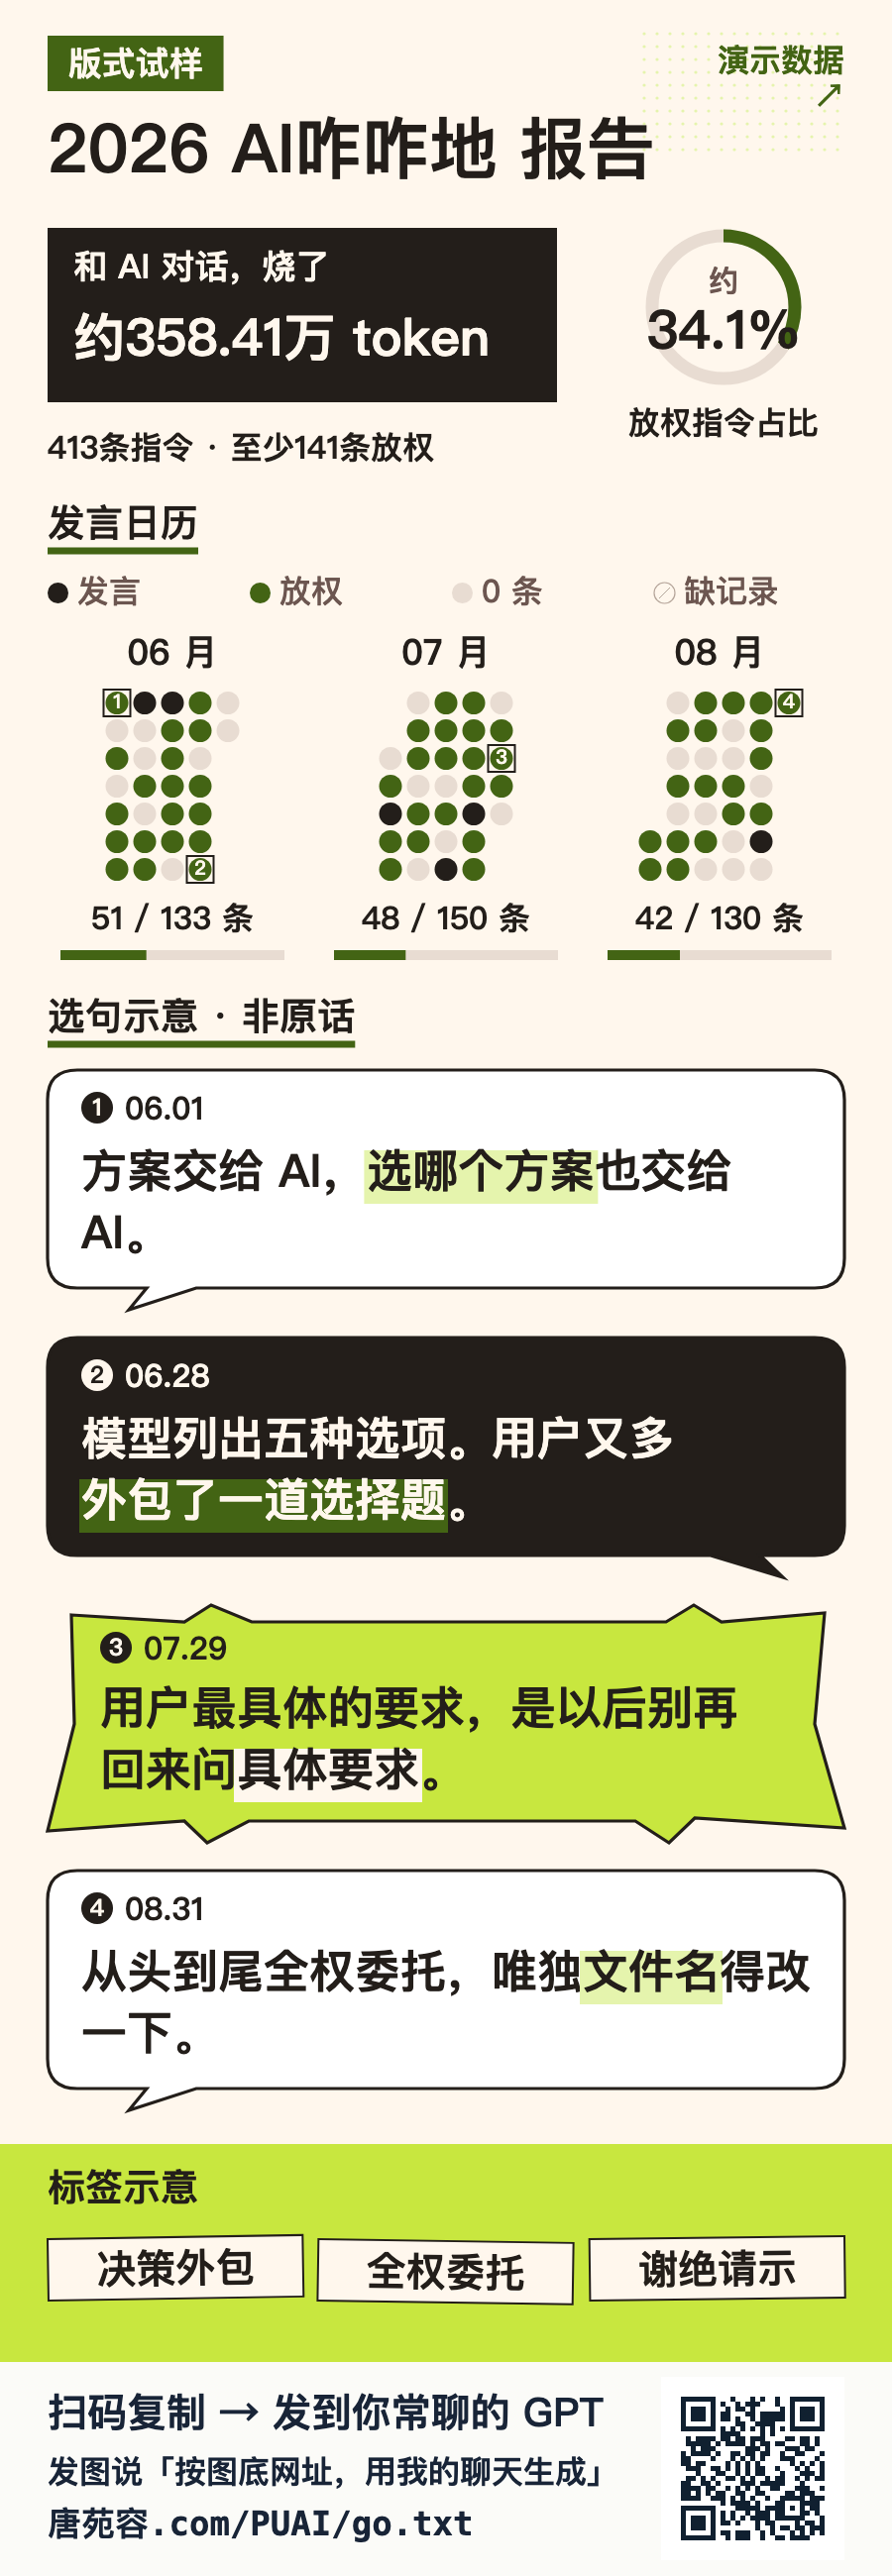 版式试样
演示数据
↗
2026 AI咋咋地 报告
和 AI 对话，烧了
约358.41万 token
413条指令 · 至少141条放权
约
34.1%
放权指令占比
发言日历
发言
放权
0 条
缺记录
06 月
07 月
08 月
1
4
3
2
51 / 133 条
48 / 150 条
42 / 130 条
选句示意 · 非原话
1 06.01
方案交给 AI，选哪个方案也交给
AI。
2 06.28
模型列出五种选项。用户又多
外包了一道选择题。
3 07.29
用户最具体的要求，是以后别再
回来问具体要求。
4 08.31
从头到尾全权委托，唯独文件名得改
一下。
标签示意
决策外包
全权委托
谢绝请示
扫码复制 → 发到你常聊的 GPT
发图说「按图底网址，用我的聊天生成」
唐苑容.com/PUAI/go.txt